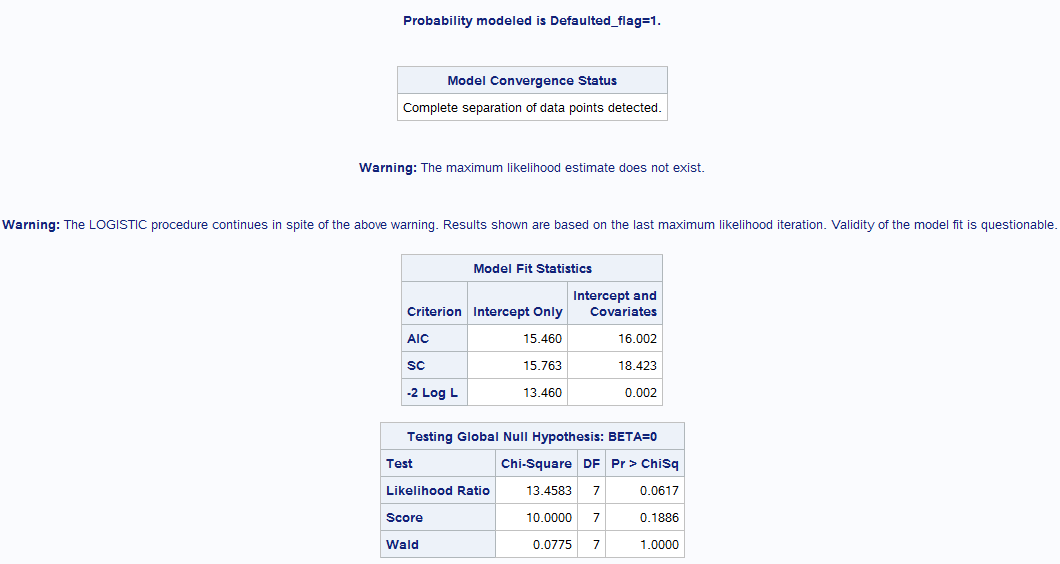 Probability modeled is Defaulted_flag=1.
Model Convergence Status
Complete separation of data points detected.
Warning: The maximum likelihood estimate does not exist.
Warning: The LOGISTIC procedure continues in spite of the above warning. Results shown are based on the last maximum likelihood iteration. Validity of the model fit is questionable.
Model Fit Statistics
Criterion Intercept Only Intercept and Covariates
AIC 15.460 16.002
SC 15.763 18.423
-2 Log L 13.460 0.002
Testing Global Null Hypothesis: BETA=0
Test Chi-Square DF Pr > ChiSq
Likelihood Ratio 13.4583 7 0.0617
Score 10.0000 7 0.1886
Wald 0.0775 7 1.0000